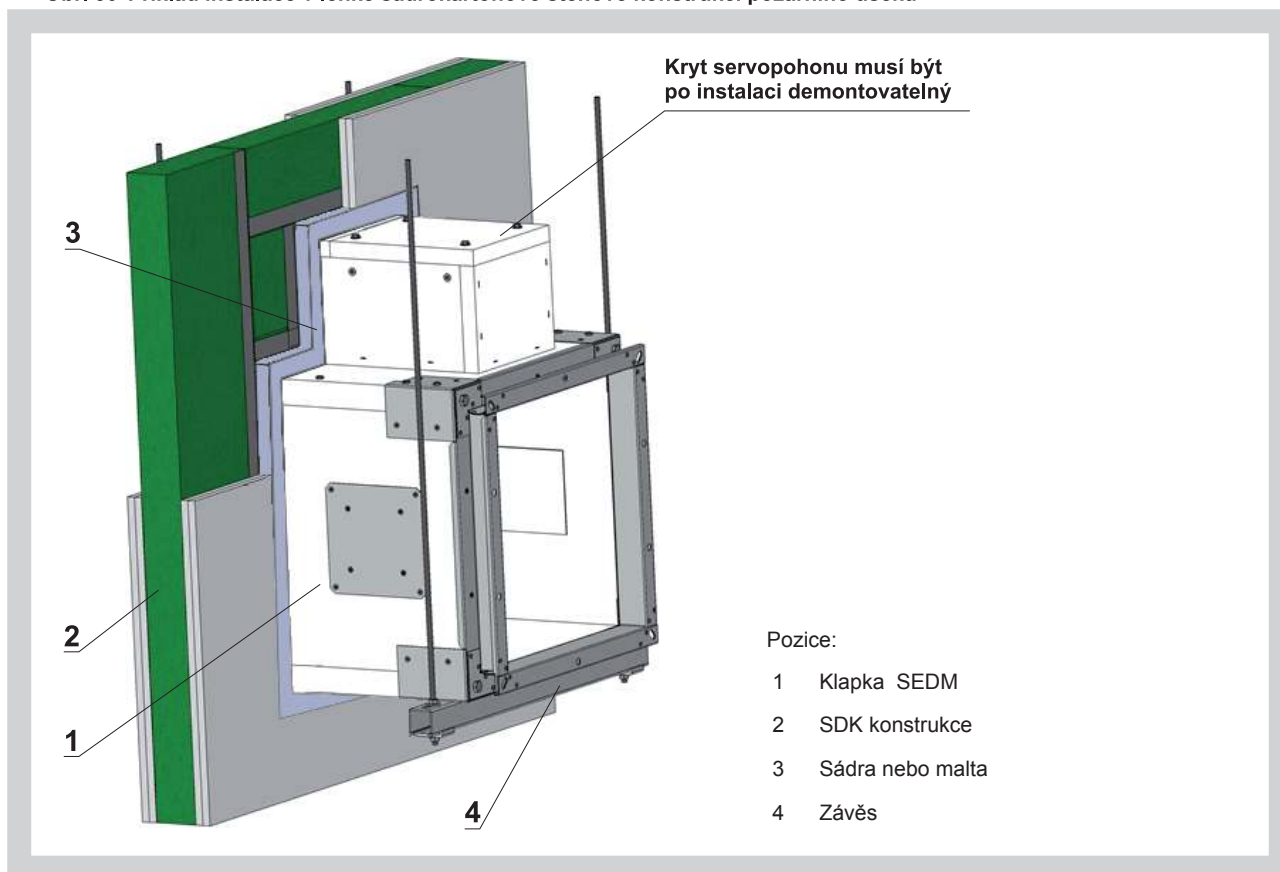 Kryt servopohonu musí být
po instalaci demontovatelný
3
2
1
4
Pozice:
1 Klapka SEDM
2 SDK konstrukce
3 Sádra nebo malta
4 Závěs